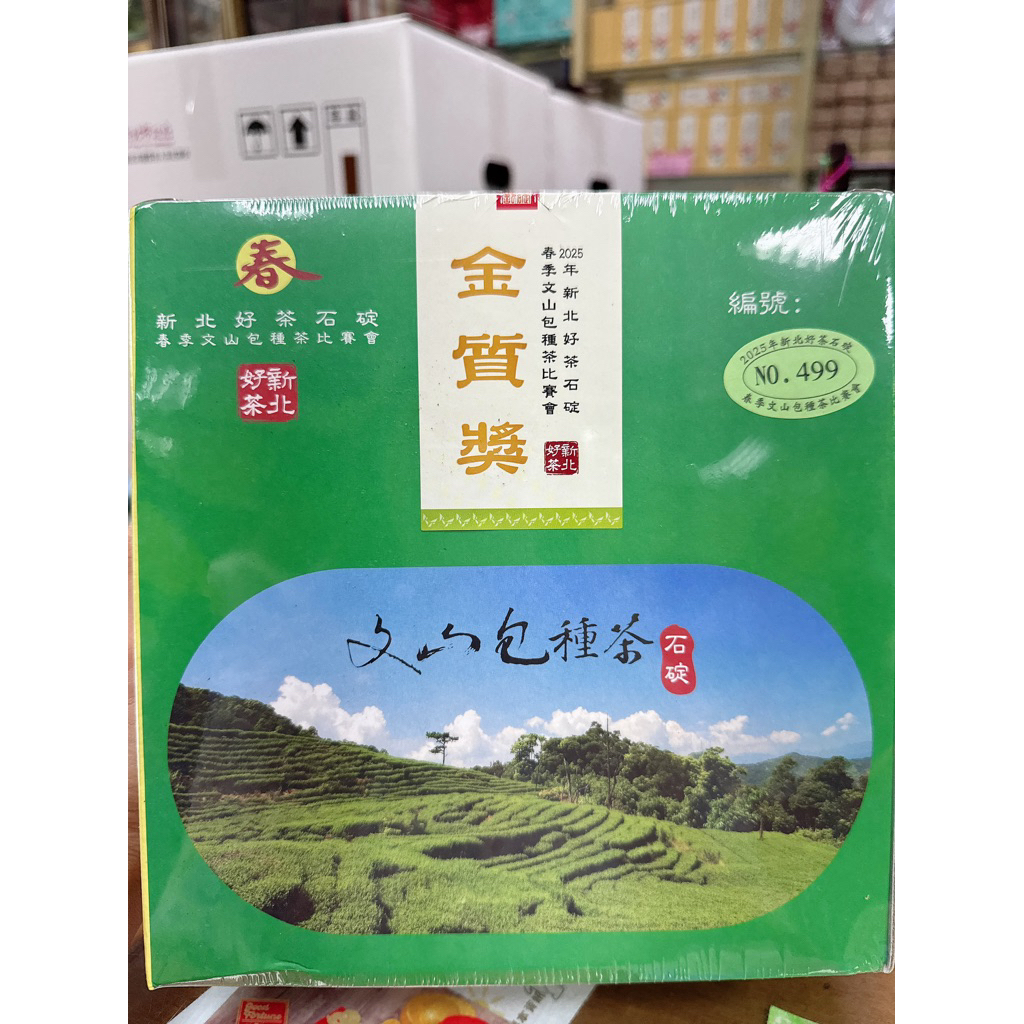 春
新北好茶石碇
春季文山包種茶比賽會
新北
好茶
金質獎
2025年新北好茶石碇
春季文山包種茶比賽會
新北
好茶
編號：
2025年新北好茶石碇
NO. 499
春季文山包種茶比賽會
文山包種茶
石碇
Good
Fortune